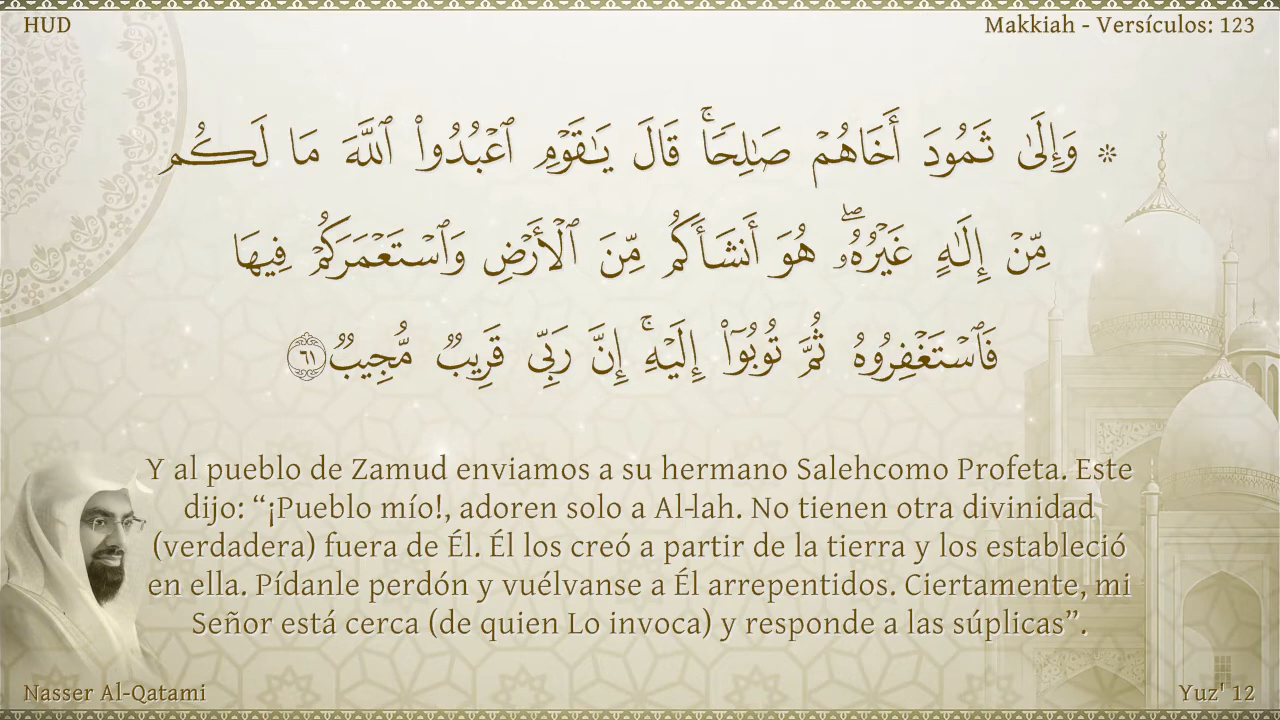 HUD
Makkiah - Versículos: 123
۞ وَإِلَىٰ ثَمُودَ أَخَاهُمْ صَـٰلِحًاۚ قَالَ يَـٰقَوْمِ ٱعْبُدُوا۟ ٱللَّهَ مَا لَكُم
مِّنْ إِلَـٰهٍ غَيْرُهُۥۖ هُوَ أَنشَأَكُم مِّنَ ٱلْأَرْضِ وَٱسْتَعْمَرَكُمْ فِيهَا
فَٱسْتَغْفِرُوهُ ثُمَّ تُوبُوٓا۟ إِلَيْهِۚ إِنَّ رَبِّى قَرِيبٌ مُّجِيبٌ ٦١
Y al pueblo de Zamud enviamos a su hermano Salehcomo Profeta. Este
dijo: “¡Pueblo mío!, adoren solo a Al-lah. No tienen otra divinidad
(verdadera) fuera de Él. Él los creó a partir de la tierra y los estableció
en ella. Pídanle perdón y vuélvanse a Él arrepentidos. Ciertamente, mi
Señor está cerca (de quien Lo invoca) y responde a las súplicas”.
Nasser Al-Qatami
Yuz' 12